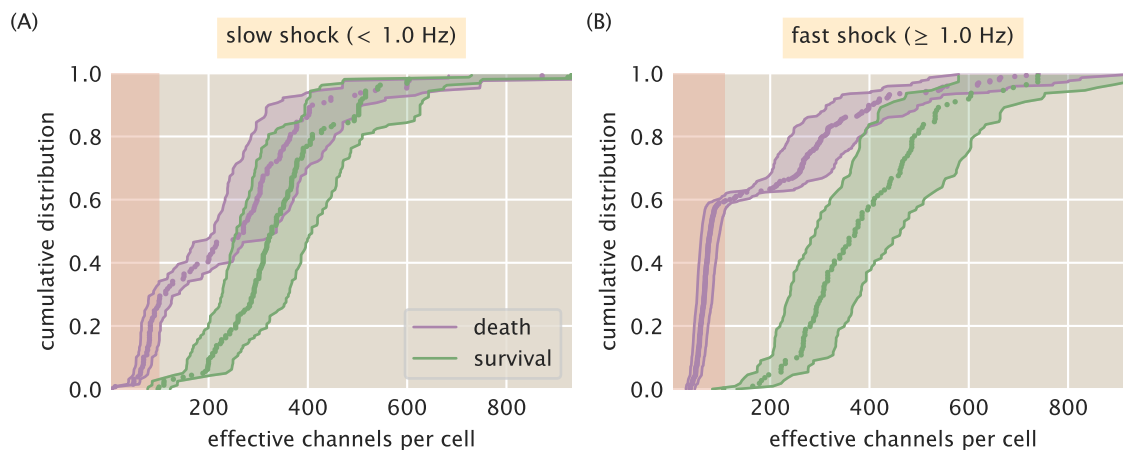 (A)
slow shock (< 1.0 Hz)
cumulative distribution
1.0
0.8
0.6
0.4
0.2
0.0
200
400
600
800
effective channels per cell
death
survival
(B)
fast shock (≥ 1.0 Hz)
cumulative distribution
1.0
0.8
0.6
0.4
0.2
0.0
200
400
600
800
effective channels per cell